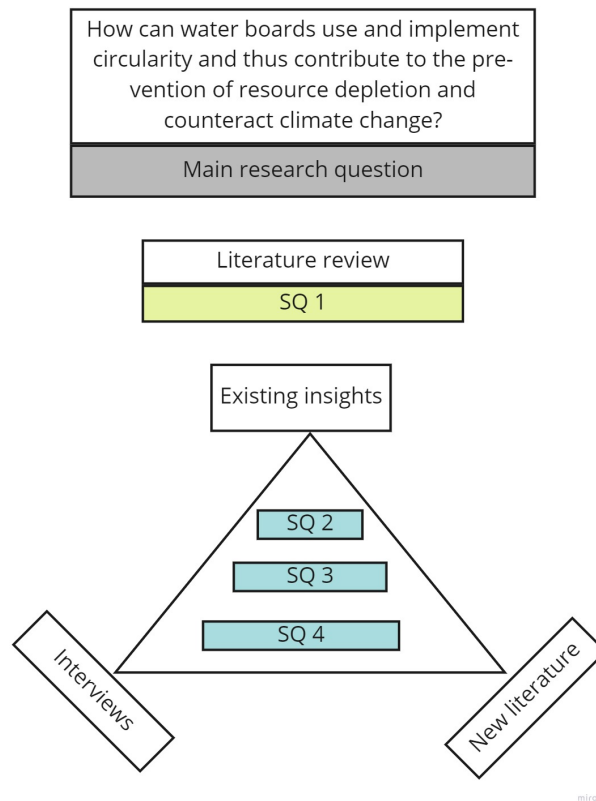 How can water boards use and implement
circularity and thus contribute to the pre-
vention of resource depletion and
counteract climate change?
Main research question
Literature review
SQ 1
Existing insights
SQ 2
SQ 3
SQ 4
Interviews
New literature
miro